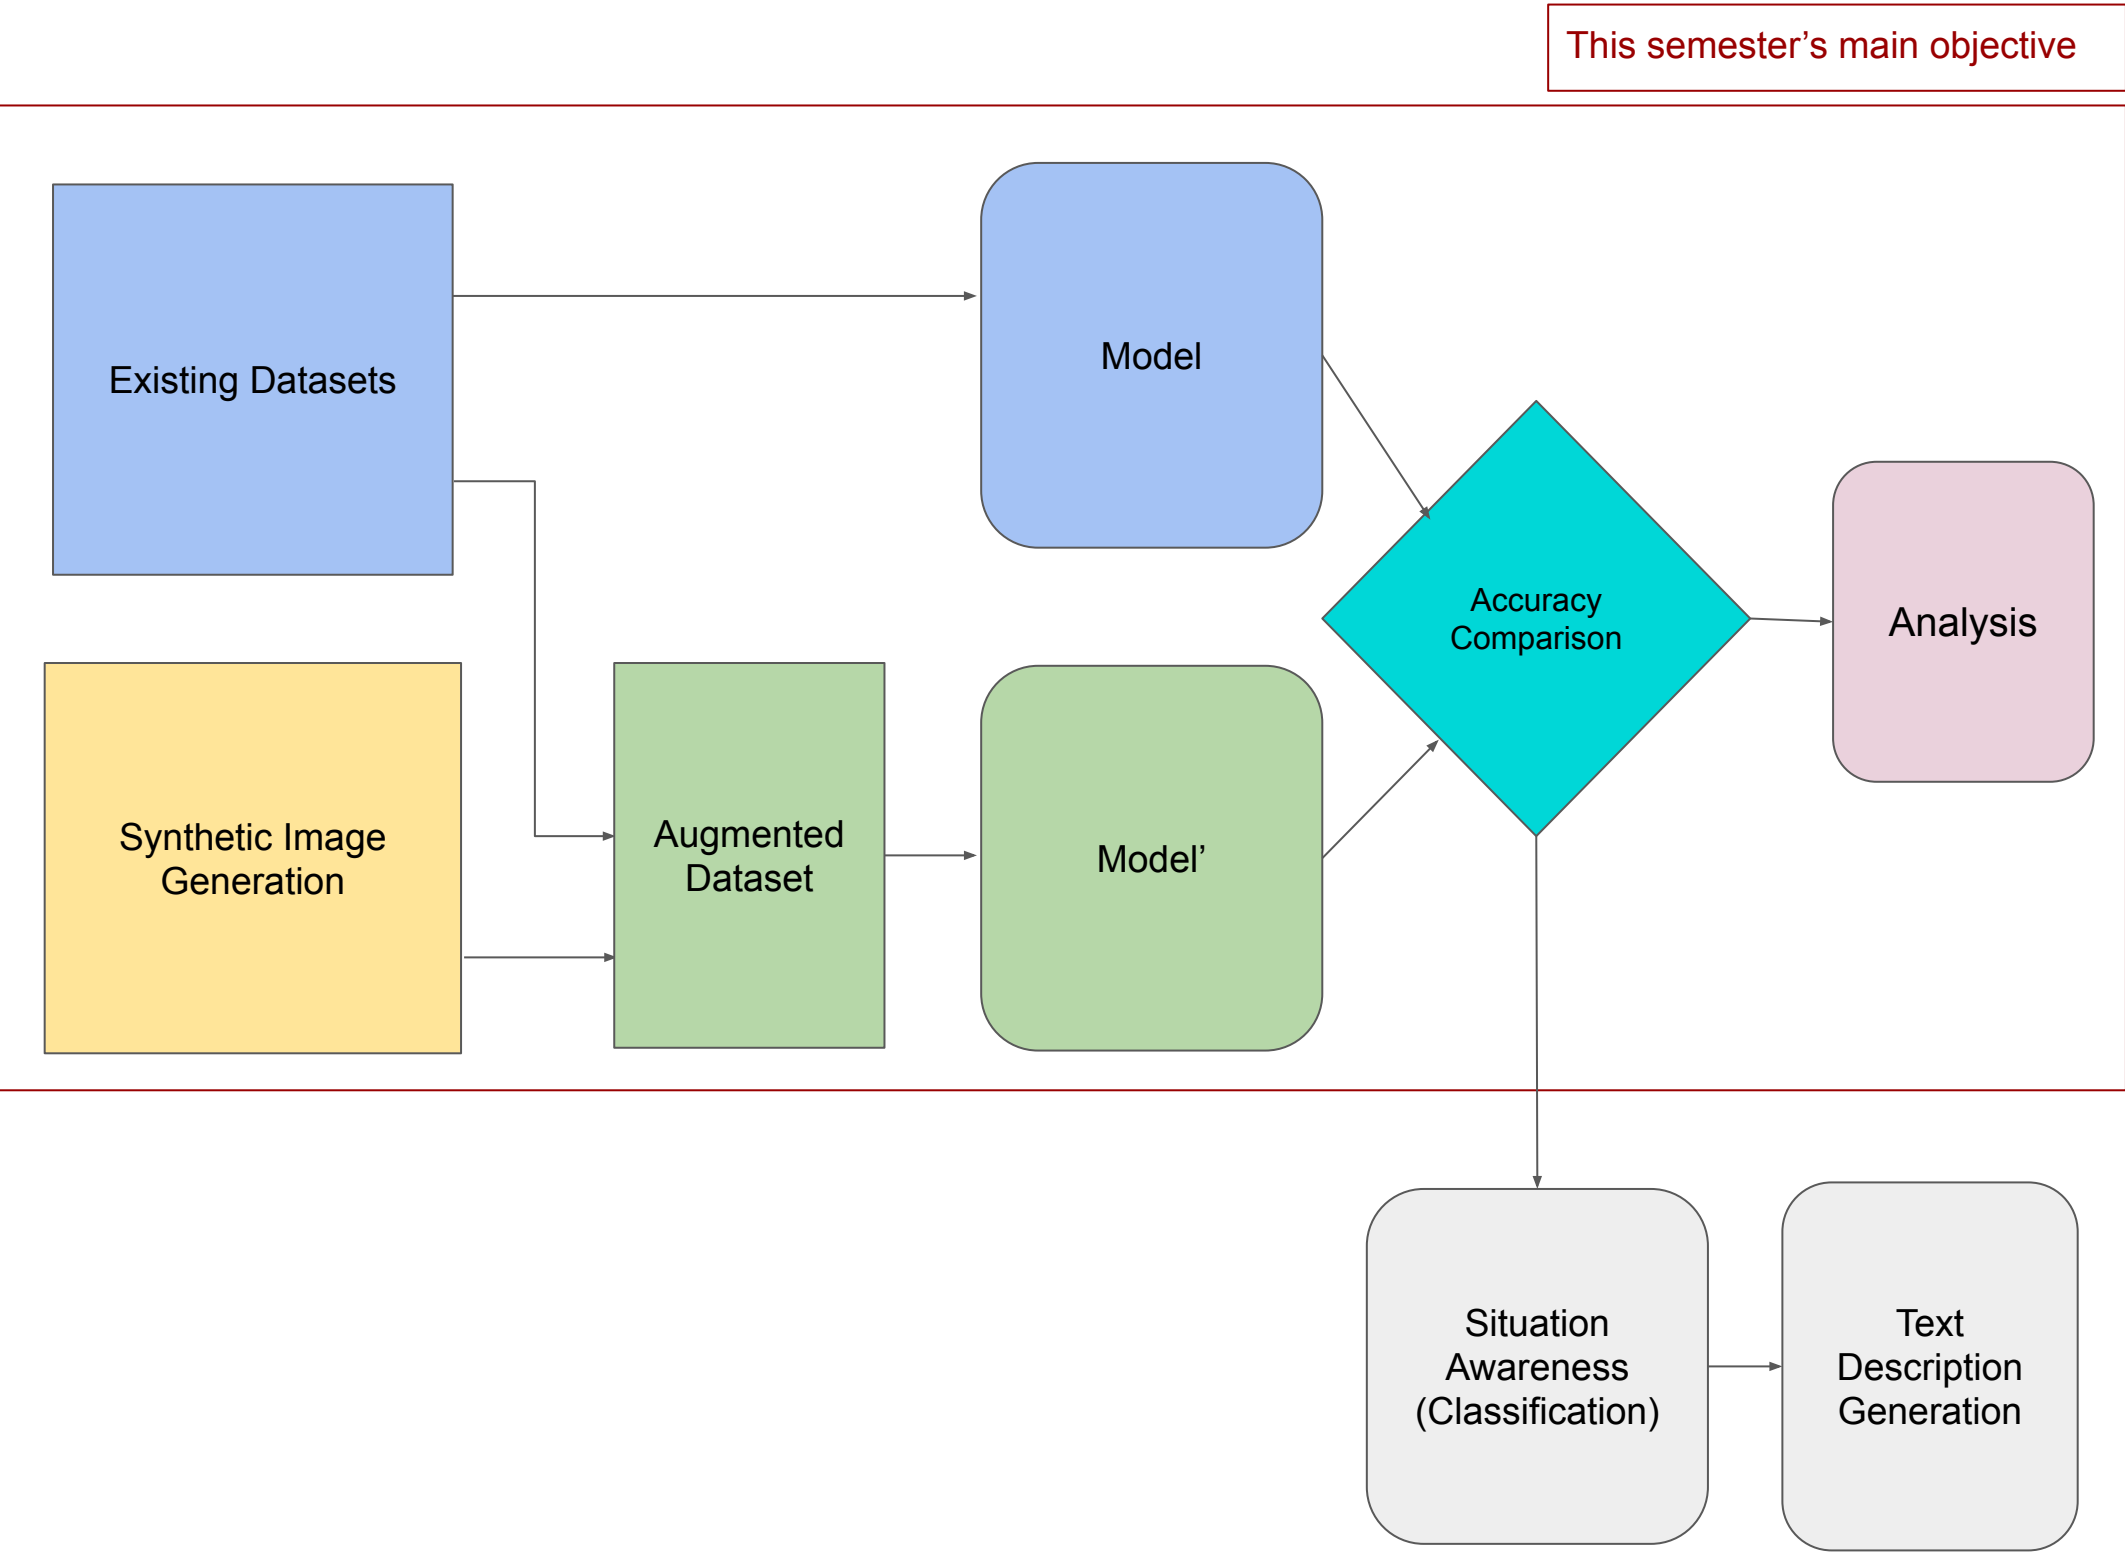 This semester’s main objective
Existing Datasets
Model
Accuracy
Comparison
Analysis
Synthetic Image
Generation
Augmented
Dataset
Model’
Situation
Awareness
(Classification)
Text
Description
Generation